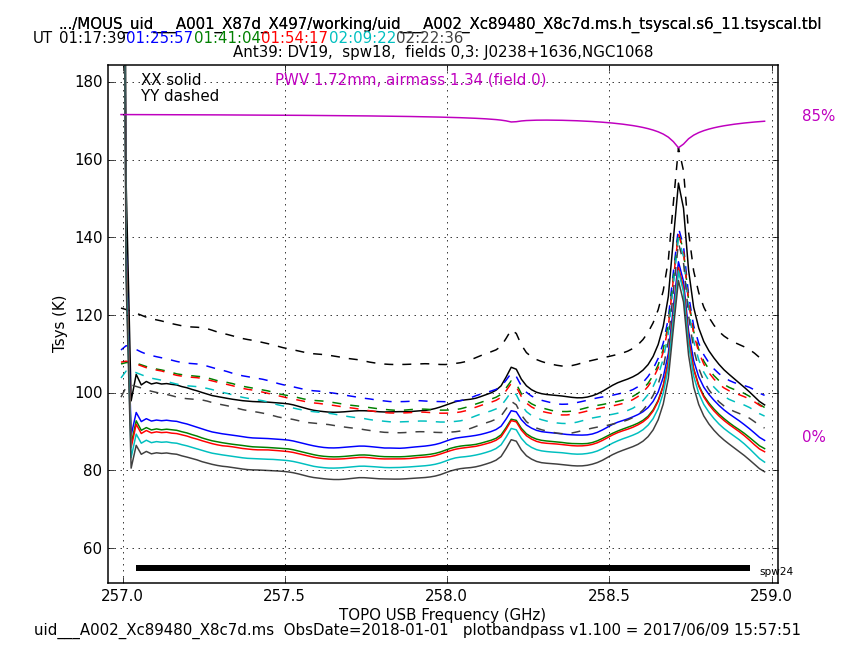 .../MOUS_uid___A001_X87d_X497/working/uid___A002_Xc89480_X8c7d.ms.h_tsyscal.s6_11.tsyscal.tbl
UT 01:17:39 01:25:57 01:41:04 01:54:17 02:09:22 02:22:36
Ant39: DV19, spw18, fields 0,3: J0238+1636,NGC1068
XX solid
YY dashed
PWV 1.72mm, airmass 1.34 (field 0)
85%
0%
180
160
140
120
100
80
60
Tsys (K)
spw24
257.0 257.5 258.0 258.5 259.0
TOPO USB Frequency (GHz)
uid___A002_Xc89480_X8c7d.ms ObsDate=2018-01-01 plotbandpass v1.100 = 2017/06/09 15:57:51